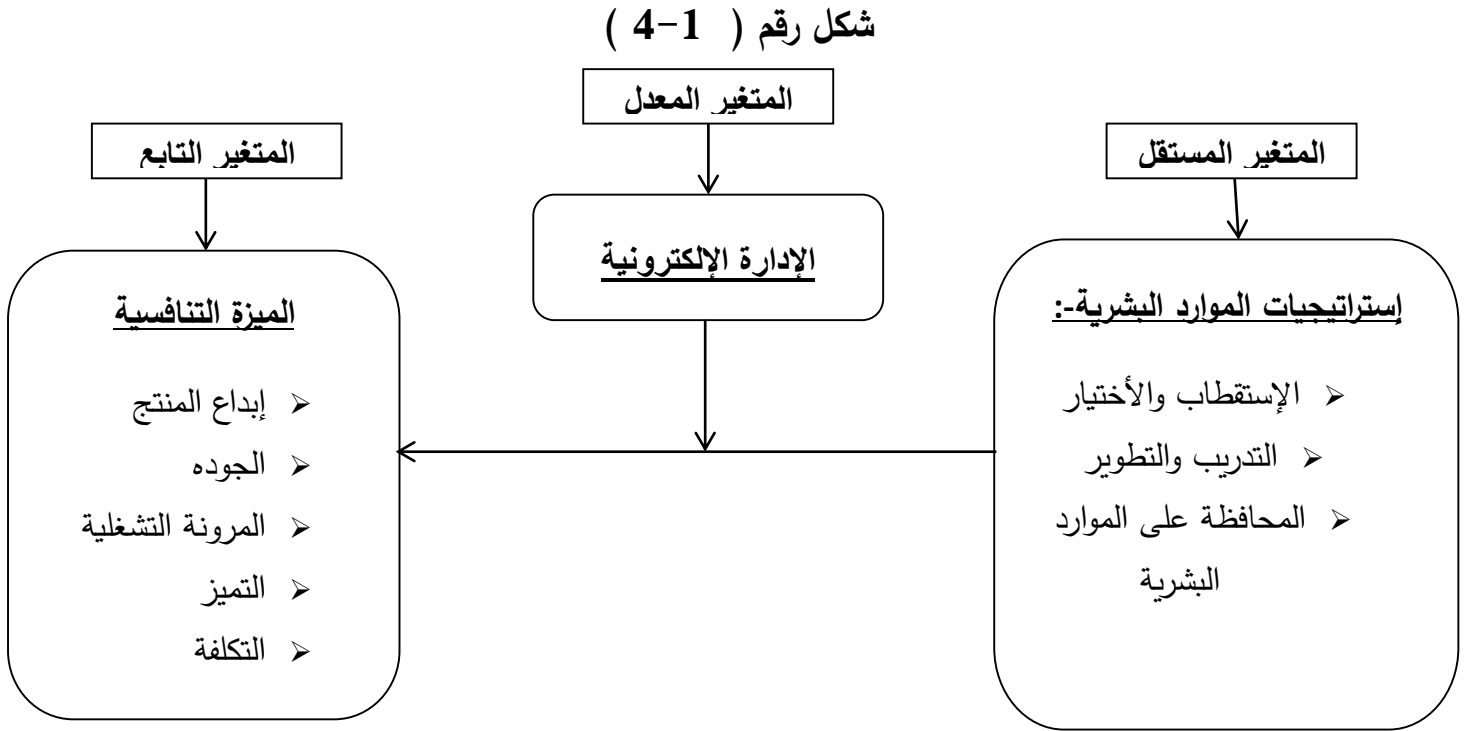 شكل رقم ( 1-4 )
المتغير المعدل
المتغير المستقل
المتغير التابع
الإدارة الإلكترونية
إستراتيجيات الموارد البشرية-:
➢ الإستقطاب والأختيار
➢ التدريب والتطوير
➢ المحافظة على الموارد
البشرية
الميزة التنافسية
➢ إبداع المنتج
➢ الجوده
➢ المرونة التشغلية
➢ التميز
➢ التكلفة